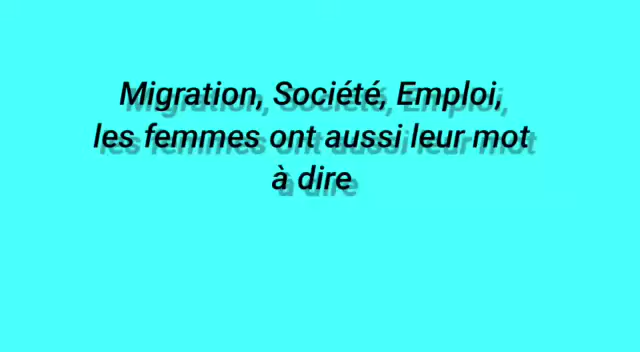 Migration, Société, Emploi,
les femmes ont aussi leur mot
à dire